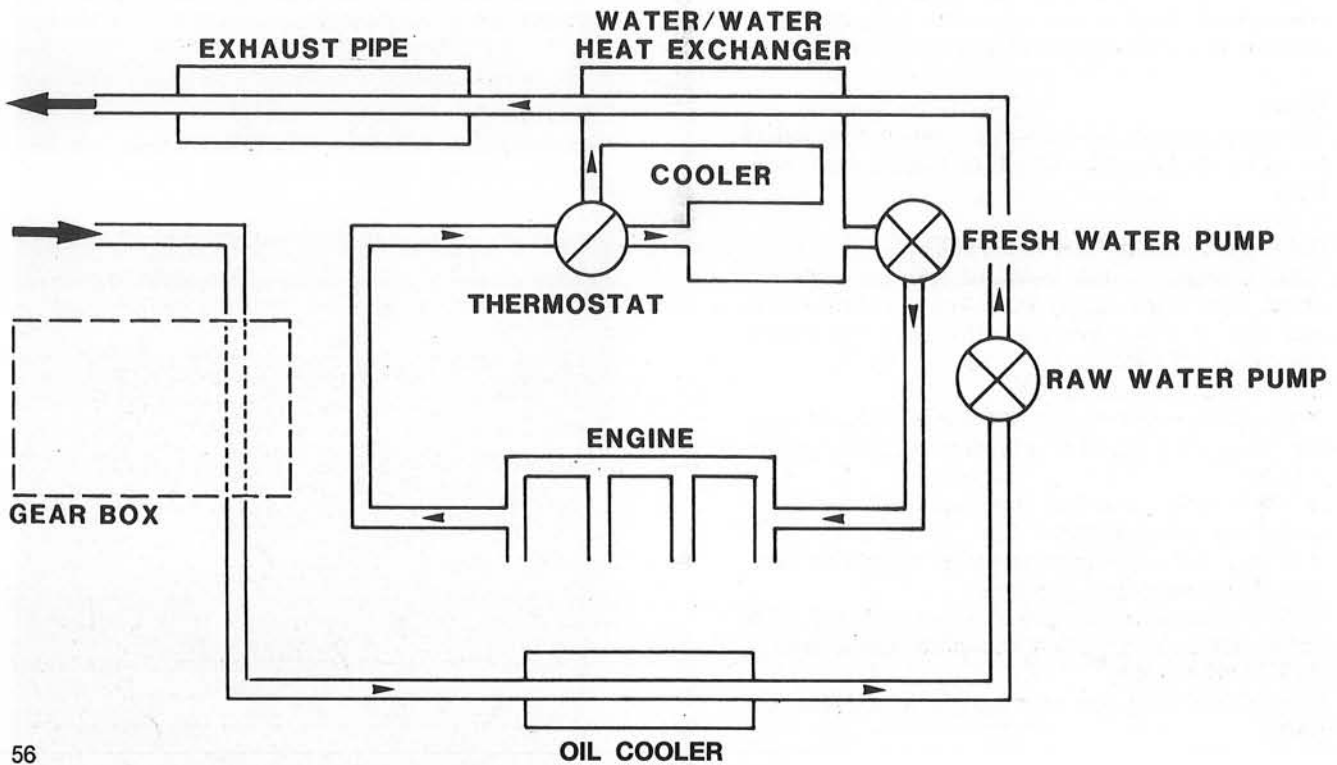 WATER/WATER
HEAT EXCHANGER
EXHAUST PIPE
COOLER
FRESH WATER PUMP
THERMOSTAT
RAW WATER PUMP
ENGINE
GEAR BOX
OIL COOLER
56